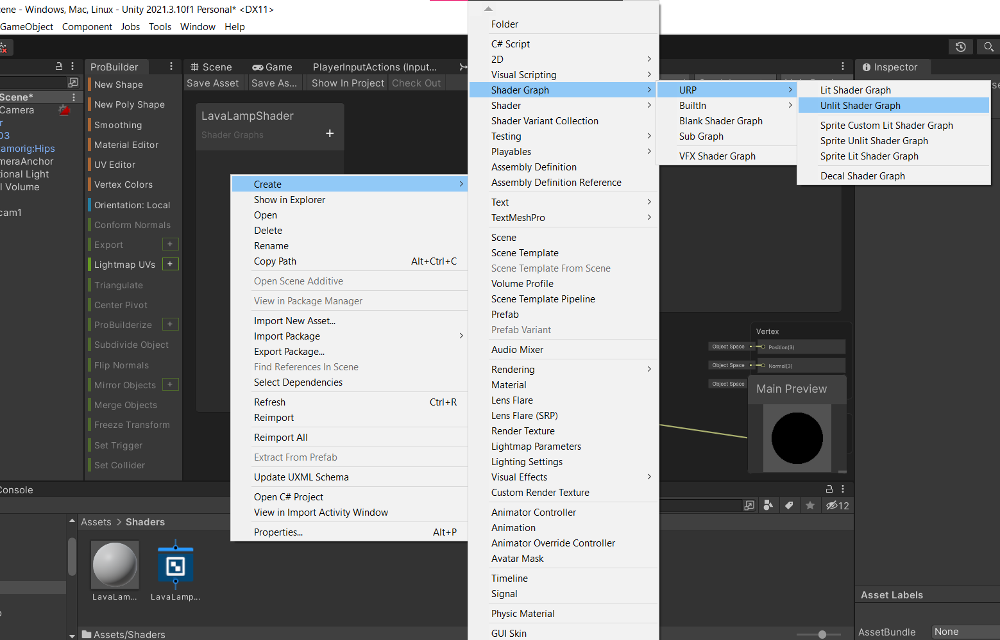 cene - Windows, Mac, Linux - Unity 2021.3.10f1 Personal* <DX11>
GameObject Component Jobs Tools Window Help
Scene*
Camera
r
03
amorig:Hips
meraAnchor
tional Light
l Volume
cam1
ProBuilder
New Shape
New Poly Shape
Smoothing
Material Editor
UV Editor
Vertex Colors
Orientation: Local
Conform Normals
Export +
Lightmap UVs +
Triangulate
Center Pivot
ProBuilderize +
Subdivide Object
Flip Normals
Mirror Objects +
Merge Objects
Freeze Transform
Set Trigger
Set Collider
Scene Game PlayerInputActions (Input...
Save Asset Save As... Show In Project Check Out
LavaLampShader
Shader Graphs +
Create
Show in Explorer
Open
Delete
Rename
Copy Path Alt+Ctrl+C
Open Scene Additive
View in Package Manager
Import New Asset...
Import Package
Export Package...
Find References In Scene
Select Dependencies
Refresh Ctrl+R
Reimport
Reimport All
Extract From Prefab
Update UXML Schema
Open C# Project
View in Import Activity Window
Properties... Alt+P
Folder
C# Script
2D
Visual Scripting
Shader Graph
Shader
Shader Variant Collection
Testing
Playables
Assembly Definition
Assembly Definition Reference
Text
TextMeshPro
Scene
Scene Template
Scene Template From Scene
Volume Profile
Scene Template Pipeline
Prefab
Prefab Variant
Audio Mixer
Rendering
Material
Lens Flare
Lens Flare (SRP)
Render Texture
Lightmap Parameters
Lighting Settings
Visual Effects
Custom Render Texture
Animator Controller
Animation
Animator Override Controller
Avatar Mask
Timeline
Signal
Physic Material
GUI Skin
URP
BuiltIn
Blank Shader Graph
Sub Graph
VFX Shader Graph
Lit Shader Graph
Unlit Shader Graph
Sprite Custom Lit Shader Graph
Sprite Unlit Shader Graph
Sprite Lit Shader Graph
Decal Shader Graph
Inspector
Vertex
Object Space Position(3)
Object Space Normal(3)
Object Space
Main Preview
Console
12
Assets > Shaders
LavaLam...
LavaLamp...
Assets/Shaders
Asset Labels
AssetBundle None